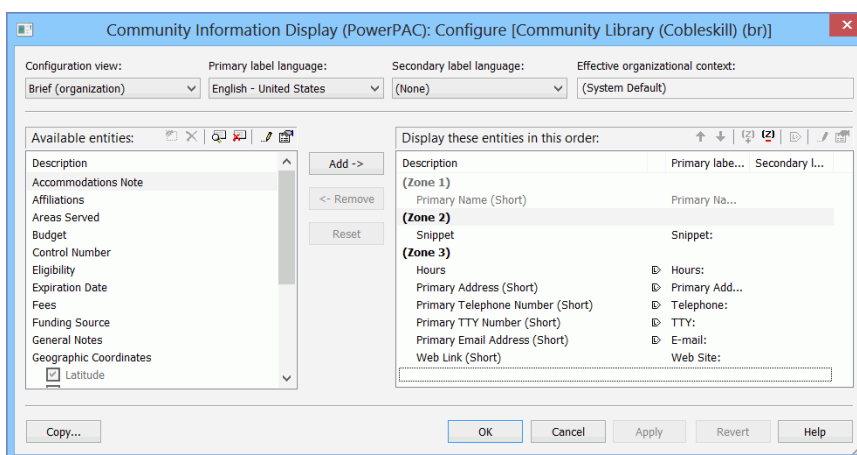 Community Information Display (PowerPAC): Configure [Community Library (Cobleskill) (br)]
Configuration view: Primary label language: Secondary label language: Effective organizational context:
Brief (organization) English - United States (None) (System Default)
Available entities: Display these entities in this order:
Description
Accommodations Note
Affiliations
Areas Served
Budget
Control Number
Eligibility
Expiration Date
Fees
Funding Source
General Notes
Geographic Coordinates
Latitude
Add ->
<- Remove
Reset
Description Primary labe... Secondary l...
(Zone 1)
Primary Name (Short) Primary Na...
(Zone 2)
Snippet Snippet:
(Zone 3)
Hours Hours:
Primary Address (Short) Primary Add...
Primary Telephone Number (Short) Telephone:
Primary TTY Number (Short) TTY:
Primary Email Address (Short) E-mail:
Web Link (Short) Web Site:
Copy... OK Cancel Apply Revert Help